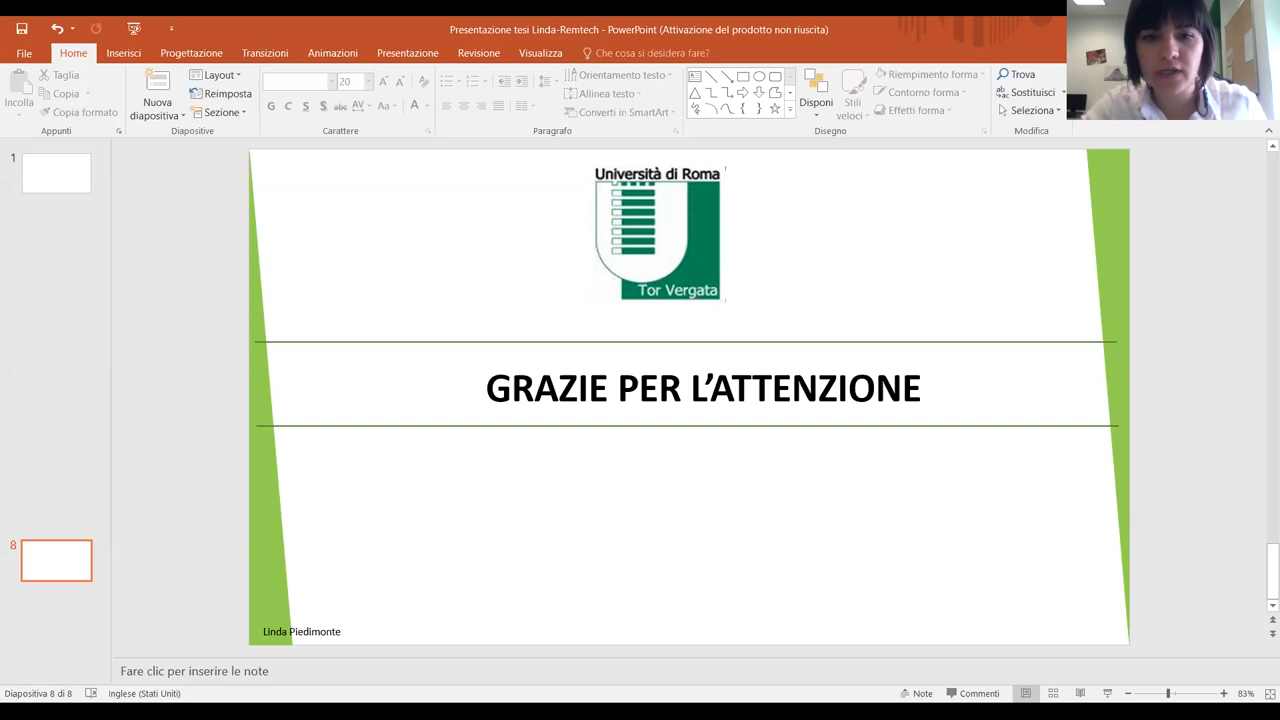 Presentazione tesi Linda-Remtech - PowerPoint (Attivazione del prodotto non riuscita)
File Home Inserisci Progettazione Transizioni Animazioni Presentazione Revisione Visualizza Che cosa si desidera fare?
Incolla
Taglia
Copia
Copia formato
Appunti
Nuova diapositiva
Layout
Reimposta
Sezione
Diapositive
20
G C S S abc AV Aa A
Carattere
Orientamento testo
Allinea testo
Converti in SmartArt
Paragrafo
Disponi
Stili veloci
Riempimento forma
Contorno forma
Effetti forma
Disegno
Trova
Sostituisci
Seleziona
Modifica
1
8
Università di Roma
Tor Vergata
GRAZIE PER L’ATTENZIONE
Linda Piedimonte
Fare clic per inserire le note
Diapositiva 8 di 8 Inglese (Stati Uniti) Note Commenti 83%